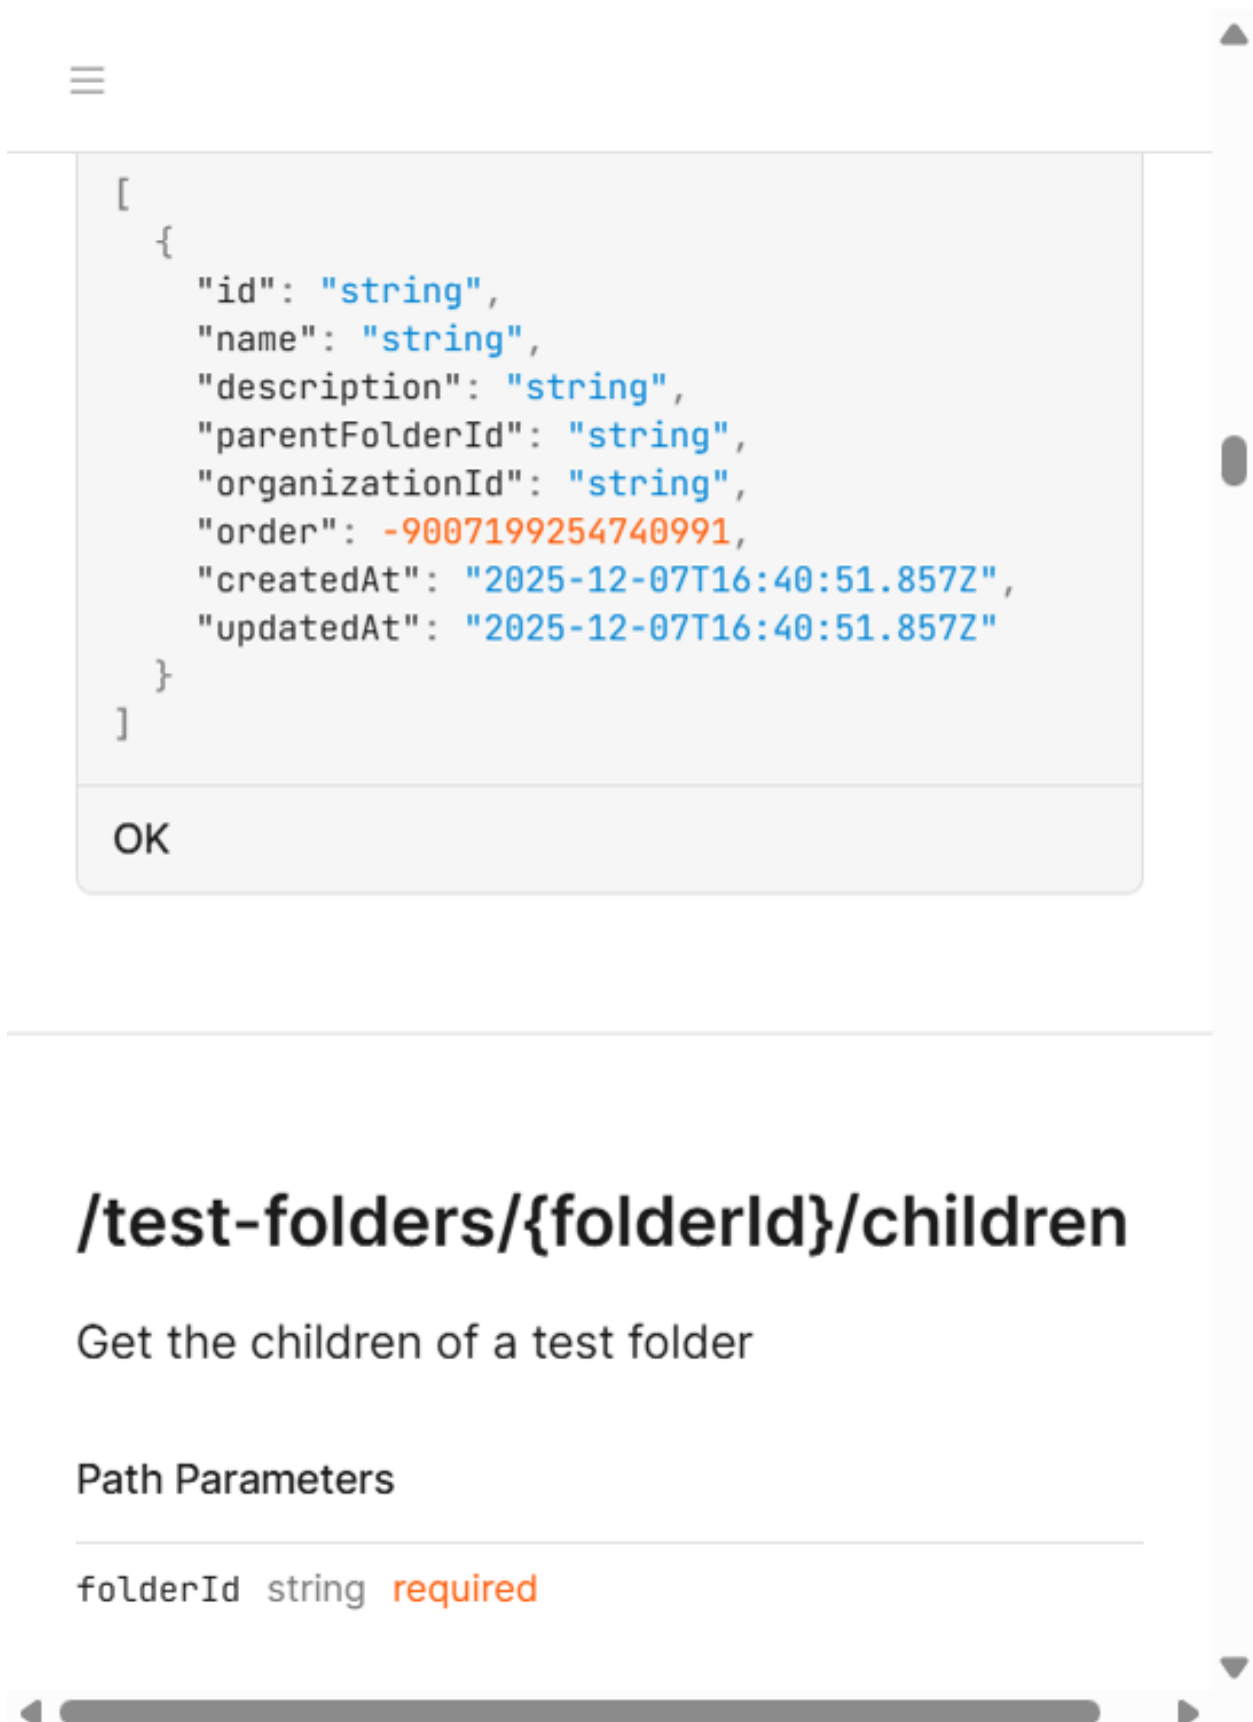 [
  {
    "id": "string",
    "name": "string",
    "description": "string",
    "parentFolderId": "string",
    "organizationId": "string",
    "order": -9007199254740991,
    "createdAt": "2025-12-07T16:40:51.857Z",
    "updatedAt": "2025-12-07T16:40:51.857Z"
  }
]
OK
/test-folders/{folderId}/children
Get the children of a test folder
Path Parameters
folderId string required